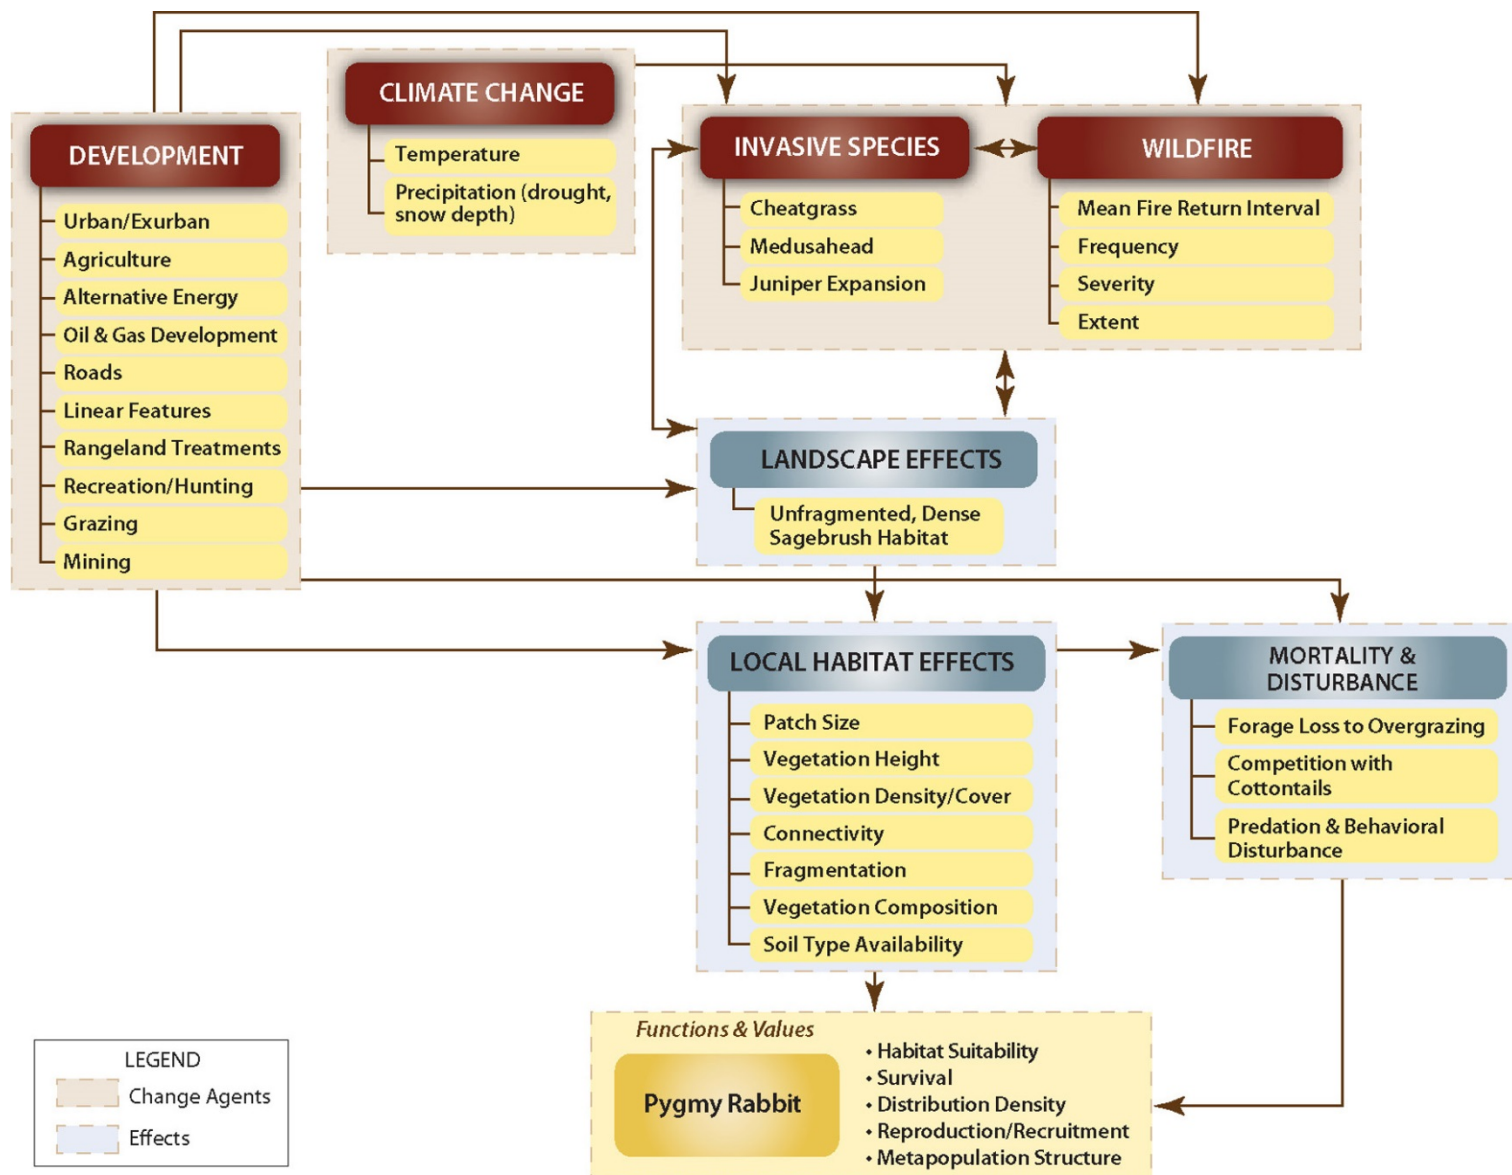 CLIMATE CHANGE
Temperature
Precipitation (drought,
snow depth)
DEVELOPMENT
Urban/Exurban
Agriculture
Alternative Energy
Oil & Gas Development
Roads
Linear Features
Rangeland Treatments
Recreation/Hunting
Grazing
Mining
INVASIVE SPECIES
Cheatgrass
Medusahead
Juniper Expansion
WILDFIRE
Mean Fire Return Interval
Frequency
Severity
Extent
LANDSCAPE EFFECTS
Unfragmented, Dense
Sagebrush Habitat
LOCAL HABITAT EFFECTS
Patch Size
Vegetation Height
Vegetation Density/Cover
Connectivity
Fragmentation
Vegetation Composition
Soil Type Availability
MORTALITY &
DISTURBANCE
Forage Loss to Overgrazing
Competition with
Cottontails
Predation & Behavioral
Disturbance
Functions & Values
Pygmy Rabbit
• Habitat Suitability
• Survival
• Distribution Density
• Reproduction/Recruitment
• Metapopulation Structure
LEGEND
Change Agents
Effects